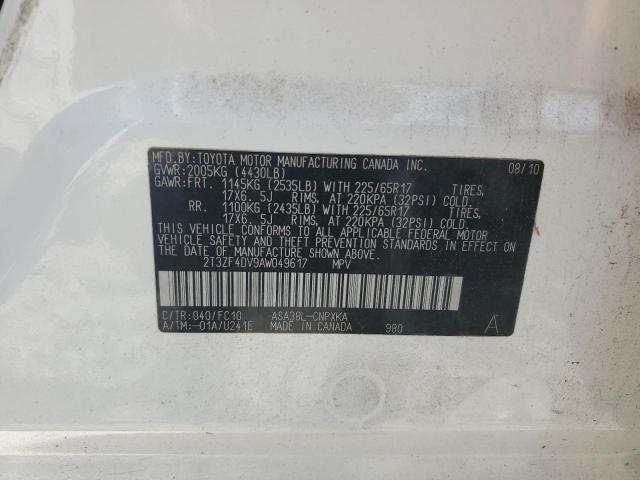 MFD.BY:TOYOTA MOTOR MANUFACTURING CANADA INC. 08/10
GVWR:2005KG (4430LB)
GAWR:FRT. 1145KG (2535LB) WITH 225/65R17 TIRES,
17X6. 5J RIMS, AT 220KPA (32PSI) COLD.
RR. 1100KG (2435LB) WITH 225/65R17 TIRES,
17X6. 5J RIMS, AT 220KPA (32PSI) COLD.
THIS VEHICLE CONFORMS TO ALL APPLICABLE FEDERAL MOTOR
VEHICLE SAFETY AND BUMPER STANDARDS IN EFFECT ON THE
DATE OF MANUFACTURE SHOWN ABOVE.
2T3ZF4DV9AW049617 MPV
C/TR:040/FC10 ASA38L-CNPXKA
A/TM:-01A/U241E MADE IN CANADA 980 A